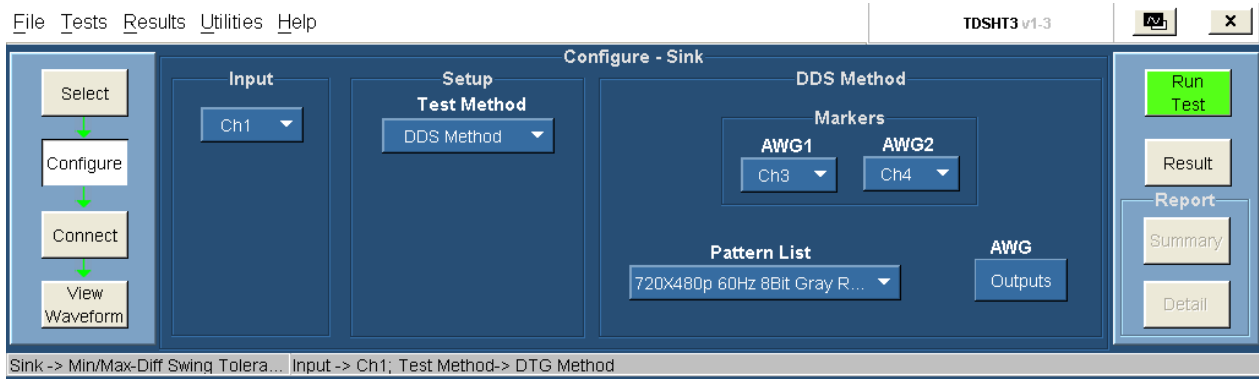 File Tests Results Utilities Help
TDSHT3 v1-3
x
Configure - Sink
Select
Configure
Connect
View
Waveform
Input
Ch1
Setup
Test Method
DDS Method
DDS Method
Markers
AWG1 AWG2
Ch3 Ch4
Pattern List
720X480p 60Hz 8Bit Gray R...
AWG
Outputs
Run
Test
Result
Report
Summary
Detail
Sink -> Min/Max-Diff Swing Tolera... Input -> Ch1; Test Method-> DTG Method